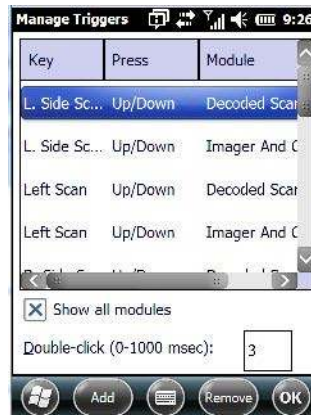 Manage Triggers 9:26
Key Press Module
L. Side Sc... Up/Down Decoded Scar
L. Side Sc... Up/Down Imager And C
Left Scan Up/Down Decoded Scar
Left Scan Up/Down Imager And C
Show all modules
Double-click (0-1000 msec): 3
Add Remove OK